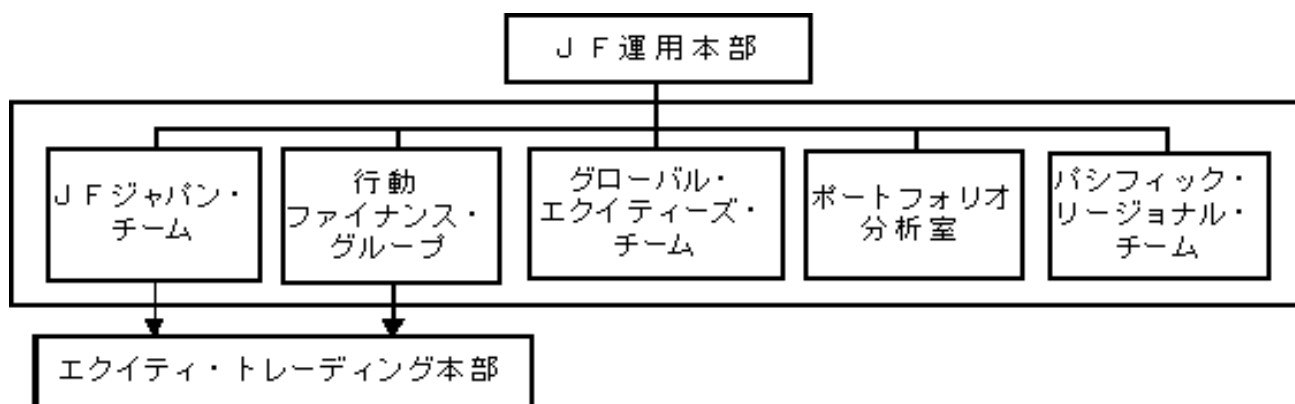 ＪＦ運用本部
ＪＦジャパン・
チーム
行動
ファイナンス・
グループ
グローバル・
エクイティーズ・
チーム
ポートフォリオ
分析室
パシフィック・
リージョナル・
チーム
エクイティ・トレーディング本部